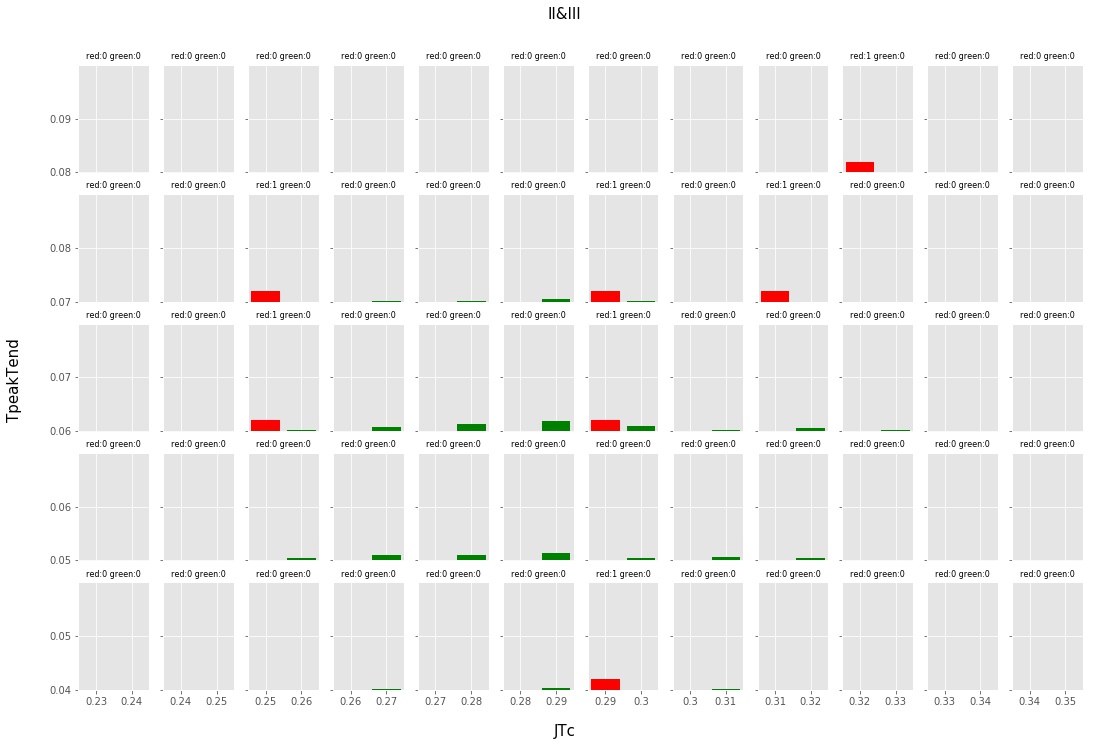 II&III
red:0 green:0 red:0 green:0 red:0 green:0 red:0 green:0 red:0 green:0 red:0 green:0 red:0 green:0 red:0 green:0 red:0 green:0 red:1 green:0 red:0 green:0 red:0 green:0
0.09
0.08
red:0 green:0 red:0 green:0 red:1 green:0 red:0 green:0 red:0 green:0 red:0 green:0 red:1 green:0 red:0 green:0 red:1 green:0 red:0 green:0 red:0 green:0 red:0 green:0
0.08
0.07
red:0 green:0 red:0 green:0 red:1 green:0 red:0 green:0 red:0 green:0 red:0 green:0 red:1 green:0 red:0 green:0 red:0 green:0 red:0 green:0 red:0 green:0 red:0 green:0
0.07
0.06
TpeakTend
red:0 green:0 red:0 green:0 red:0 green:0 red:0 green:0 red:0 green:0 red:0 green:0 red:0 green:0 red:0 green:0 red:0 green:0 red:0 green:0 red:0 green:0 red:0 green:0
0.06
0.05
red:0 green:0 red:0 green:0 red:0 green:0 red:0 green:0 red:0 green:0 red:0 green:0 red:1 green:0 red:0 green:0 red:0 green:0 red:0 green:0 red:0 green:0 red:0 green:0
0.05
0.04
0.23 0.24 0.24 0.25 0.25 0.26 0.26 0.27 0.27 0.28 0.28 0.29 0.29 0.3 0.3 0.31 0.31 0.32 0.32 0.33 0.33 0.34 0.34 0.35
JTc